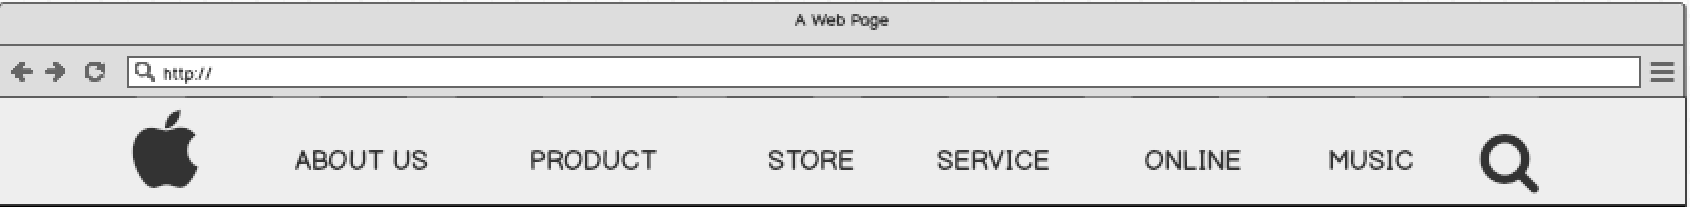 A Web Page
http://
ABOUT US PRODUCT STORE SERVICE ONLINE MUSIC